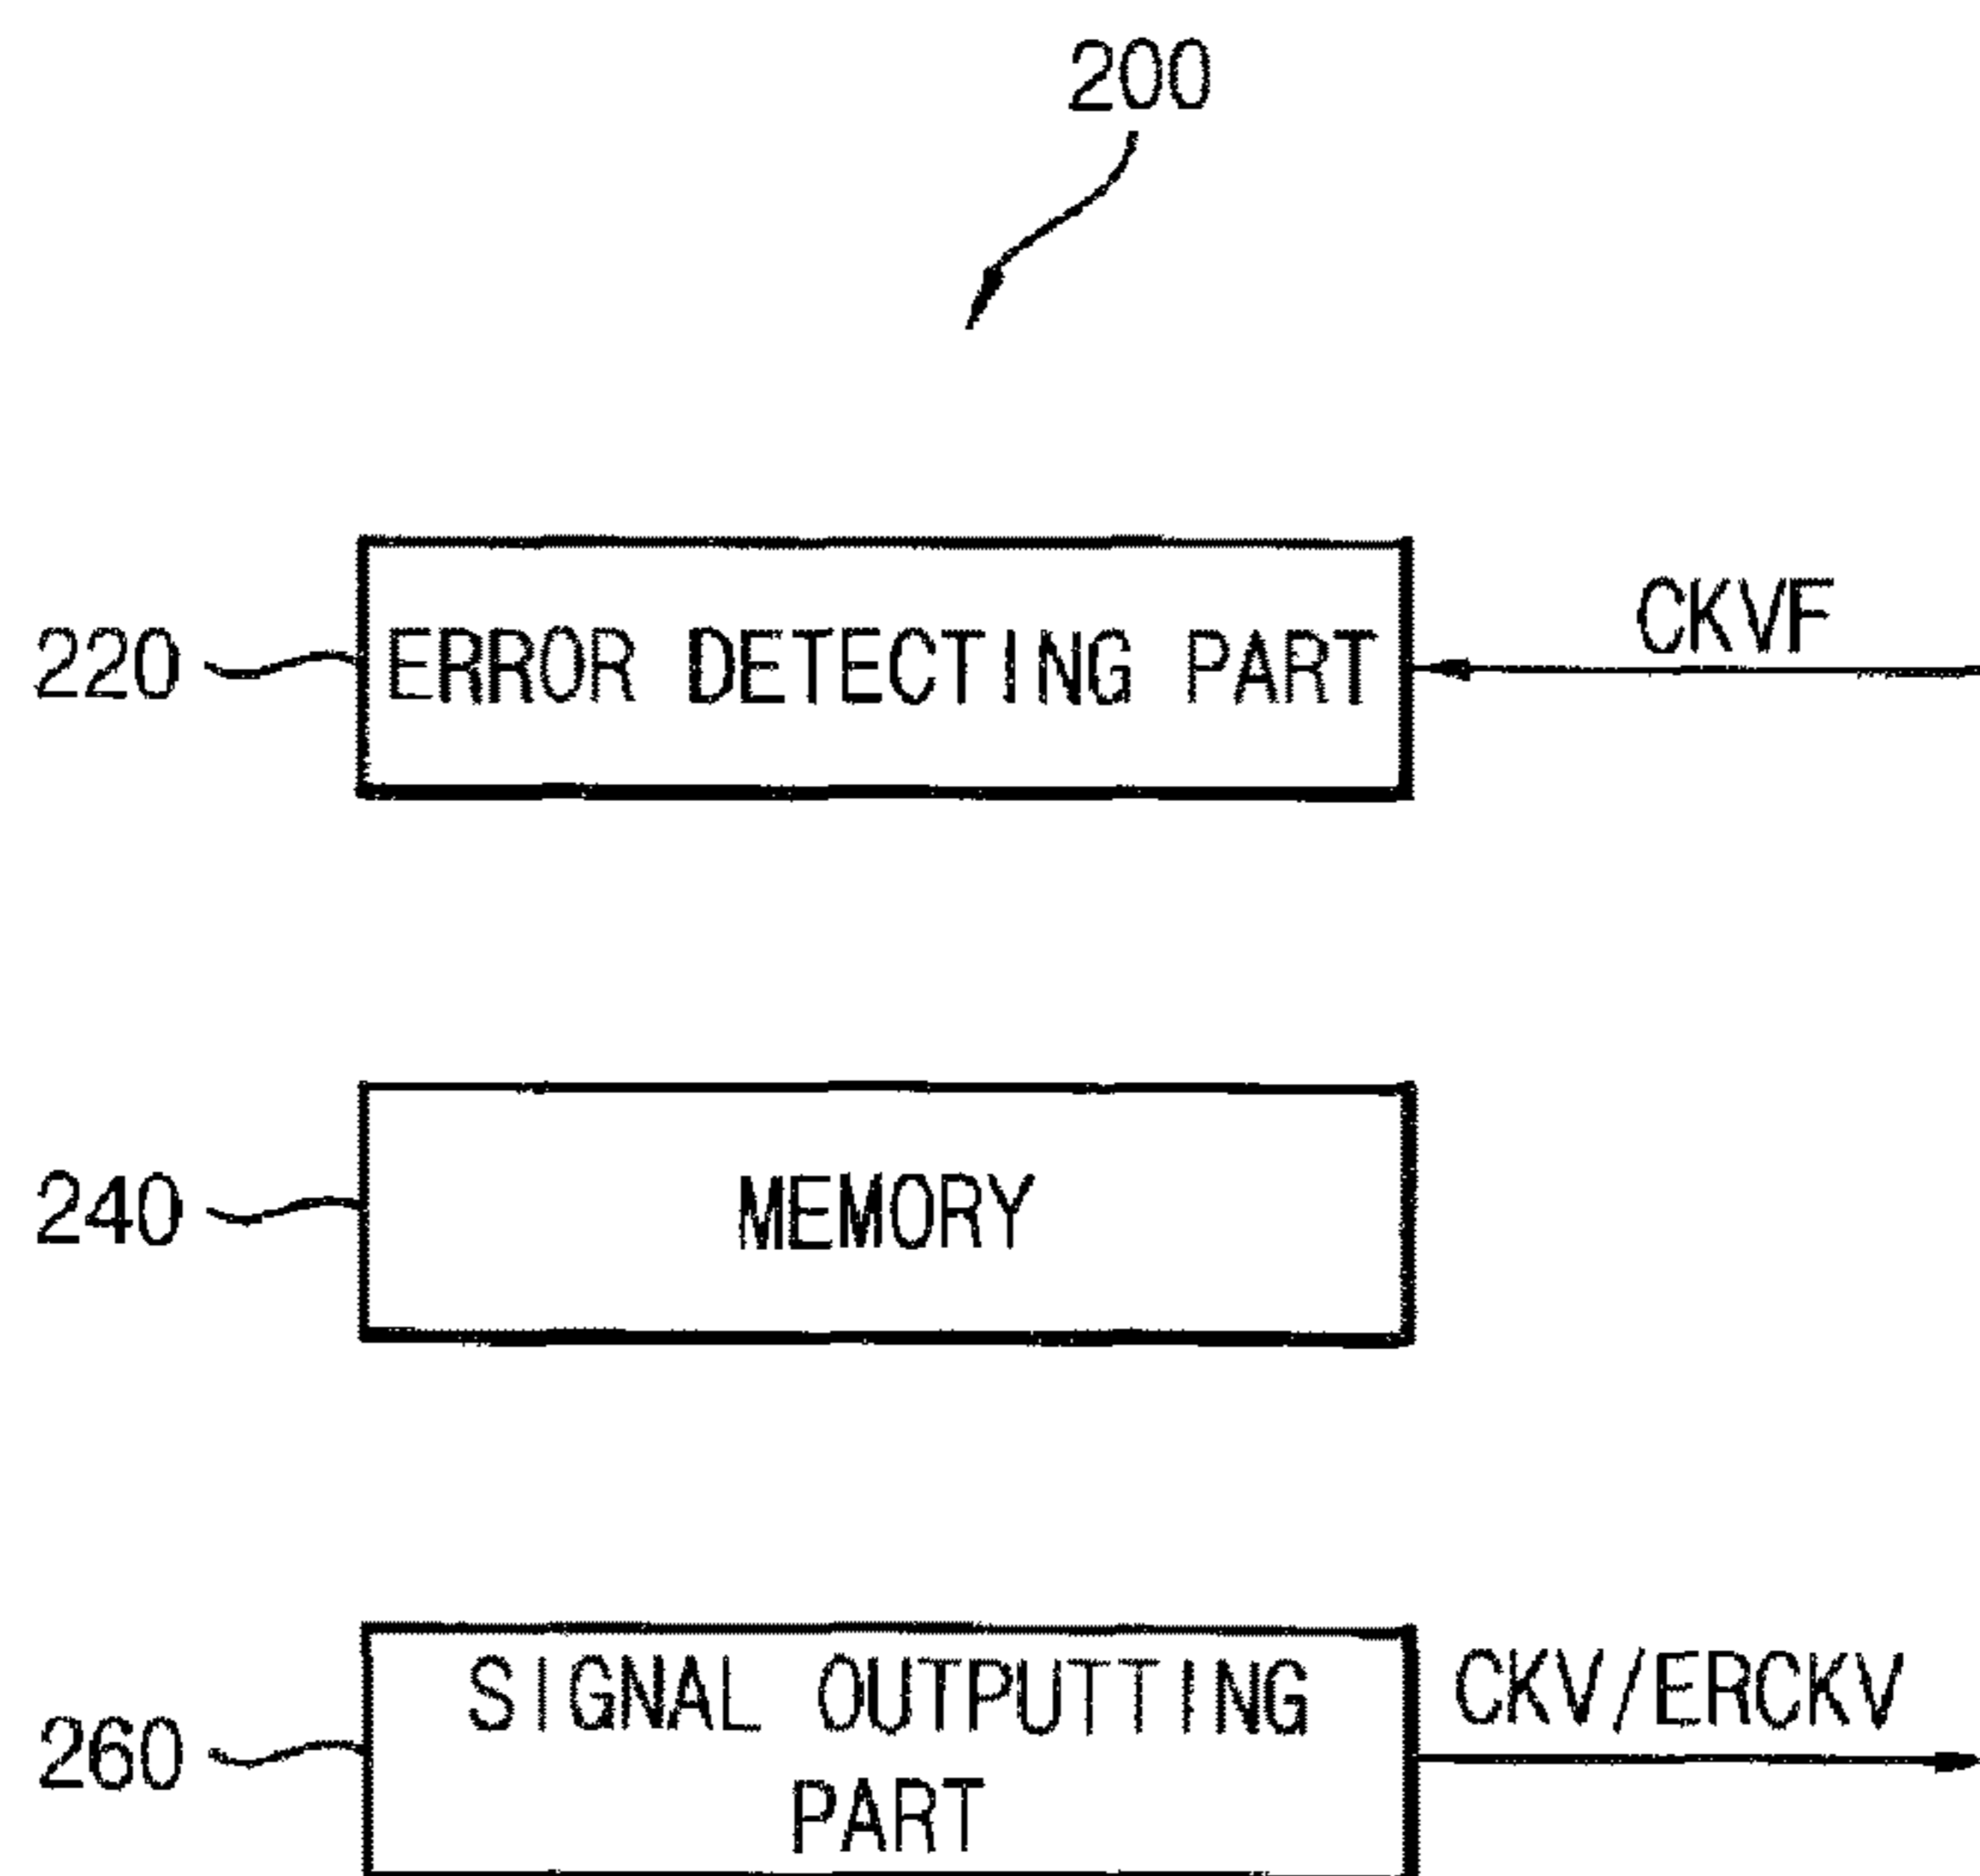 200
220
ERROR DETECTING PART
CKVF
240
MEMORY
260
SIGNAL OUTPUTTING
PART
CKV/ERCKV